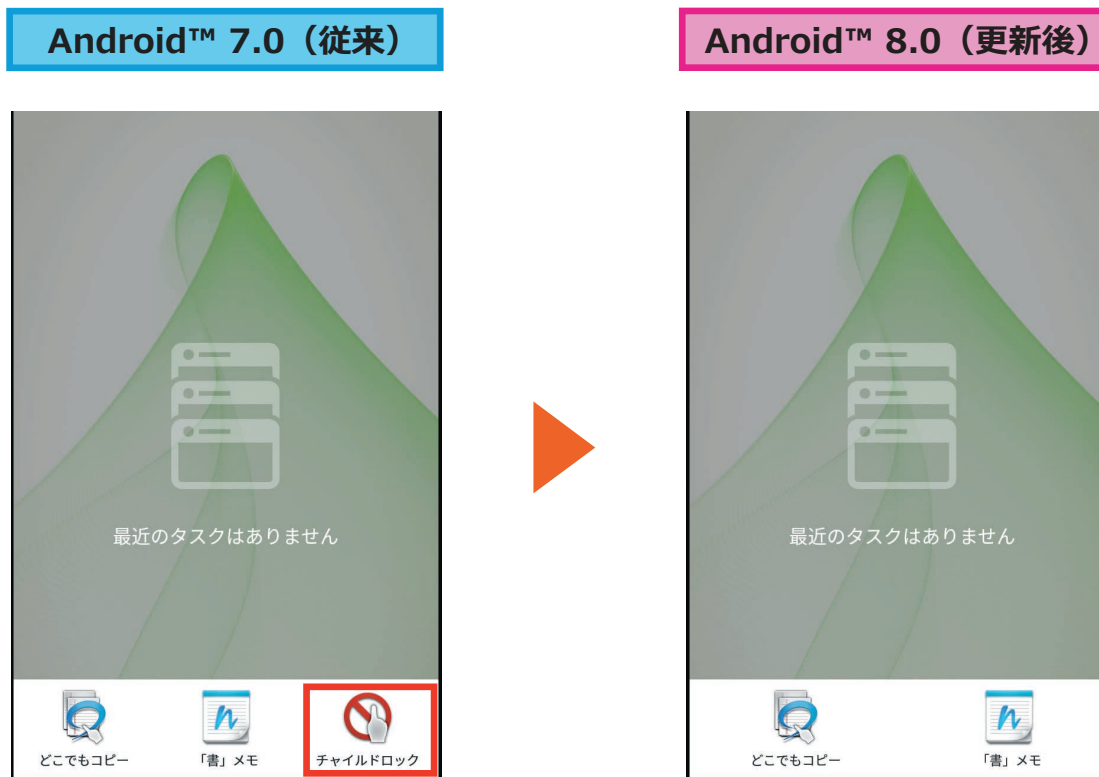 Android™ 7.0（従来）
Android™ 8.0（更新後）
最近のタスクはありません
最近のタスクはありません
どこでもコピー
「書」メモ
チャイルドロック
どこでもコピー
「書」メモ